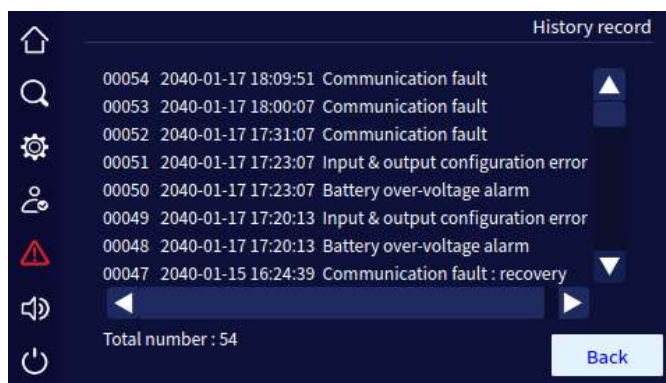 History record
00054 2040-01-17 18:09:51 Communication fault
00053 2040-01-17 18:00:07 Communication fault
00052 2040-01-17 17:31:07 Communication fault
00051 2040-01-17 17:23:07 Input & output configuration error
00050 2040-01-17 17:23:07 Battery over-voltage alarm
00049 2040-01-17 17:20:13 Input & output configuration error
00048 2040-01-17 17:20:13 Battery over-voltage alarm
00047 2040-01-15 16:24:39 Communication fault : recovery
Total number : 54
Back